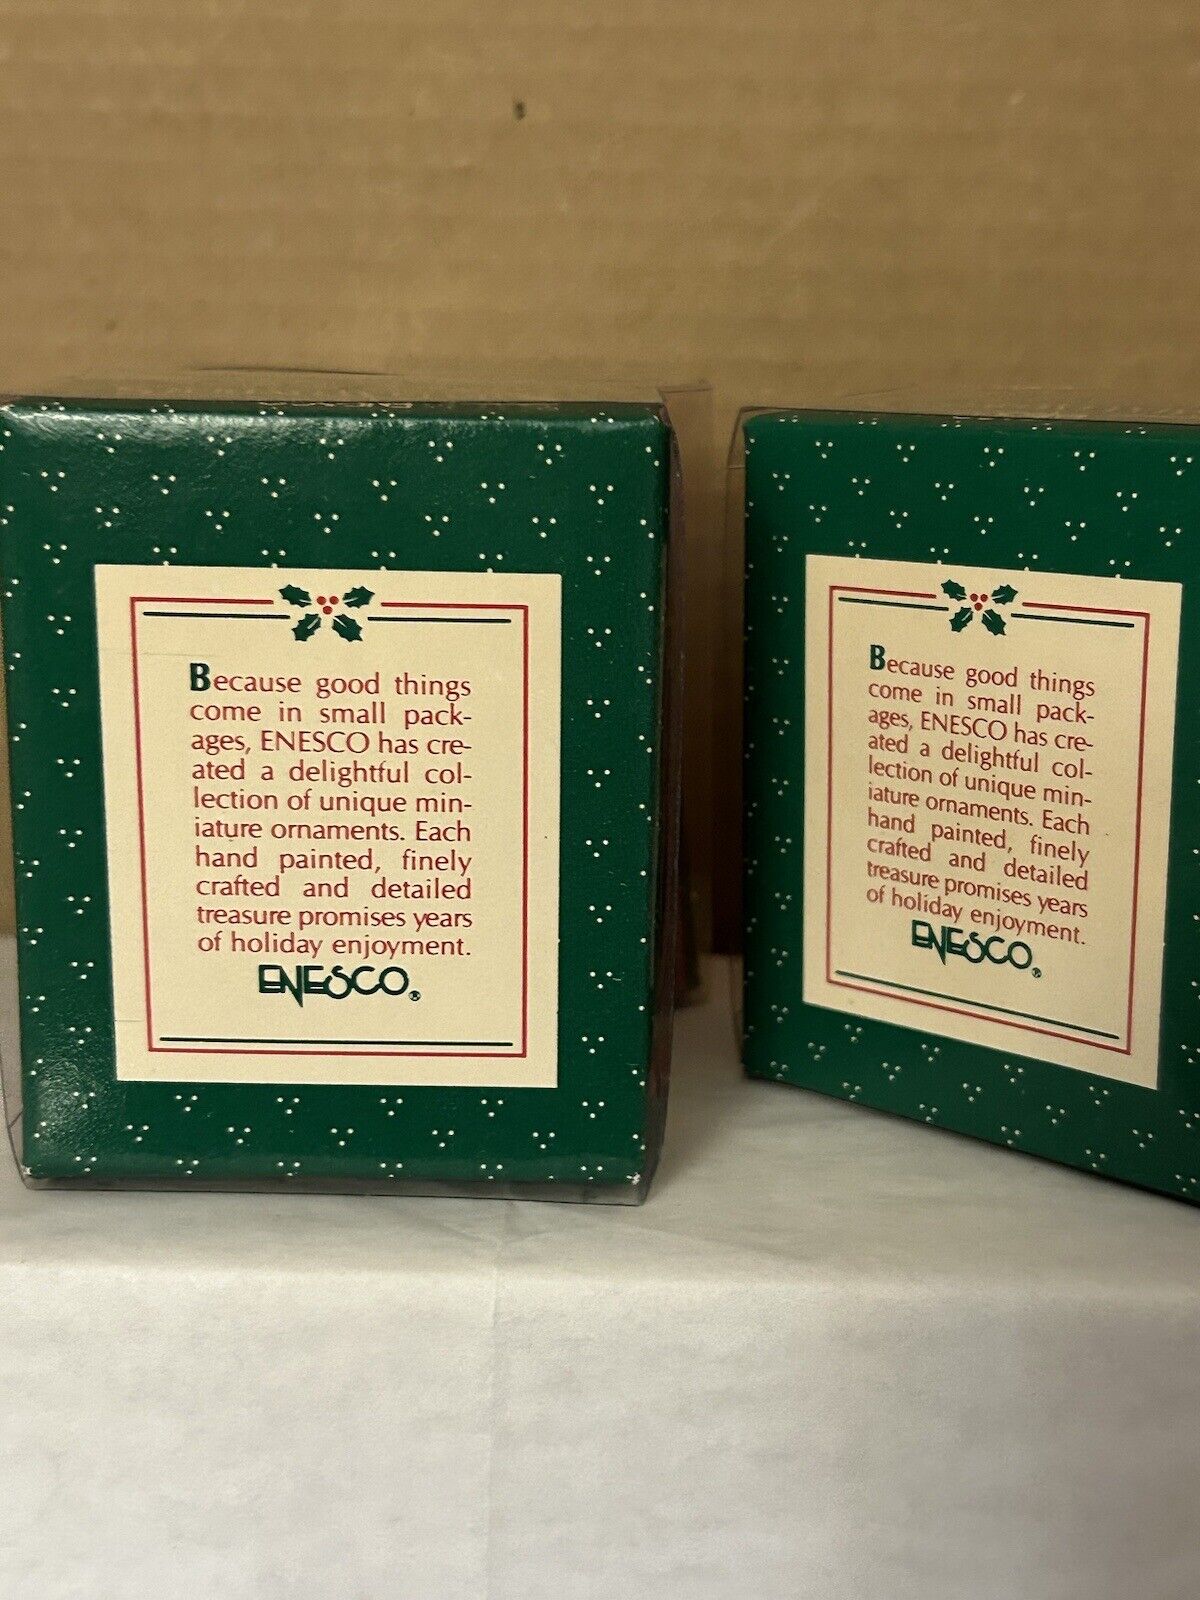 Because good things
come in small pack-
ages, ENESCO has cre-
ated a delightful col-
lection of unique min-
iature ornaments. Each
hand painted, finely
crafted and detailed
treasure promises years
of holiday enjoyment.
ENESCO®
Because good things
come in small pack-
ages, ENESCO has cre-
ated a delightful col-
lection of unique min-
iature ornaments. Each
hand painted, finely
crafted and detailed
treasure promises years
of holiday enjoyment.
ENESCO®